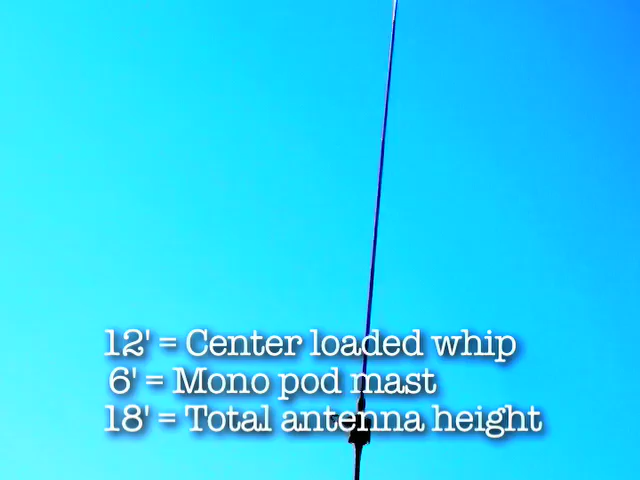 12' = Center loaded whip
6' = Mono pod mast
18' = Total antenna height